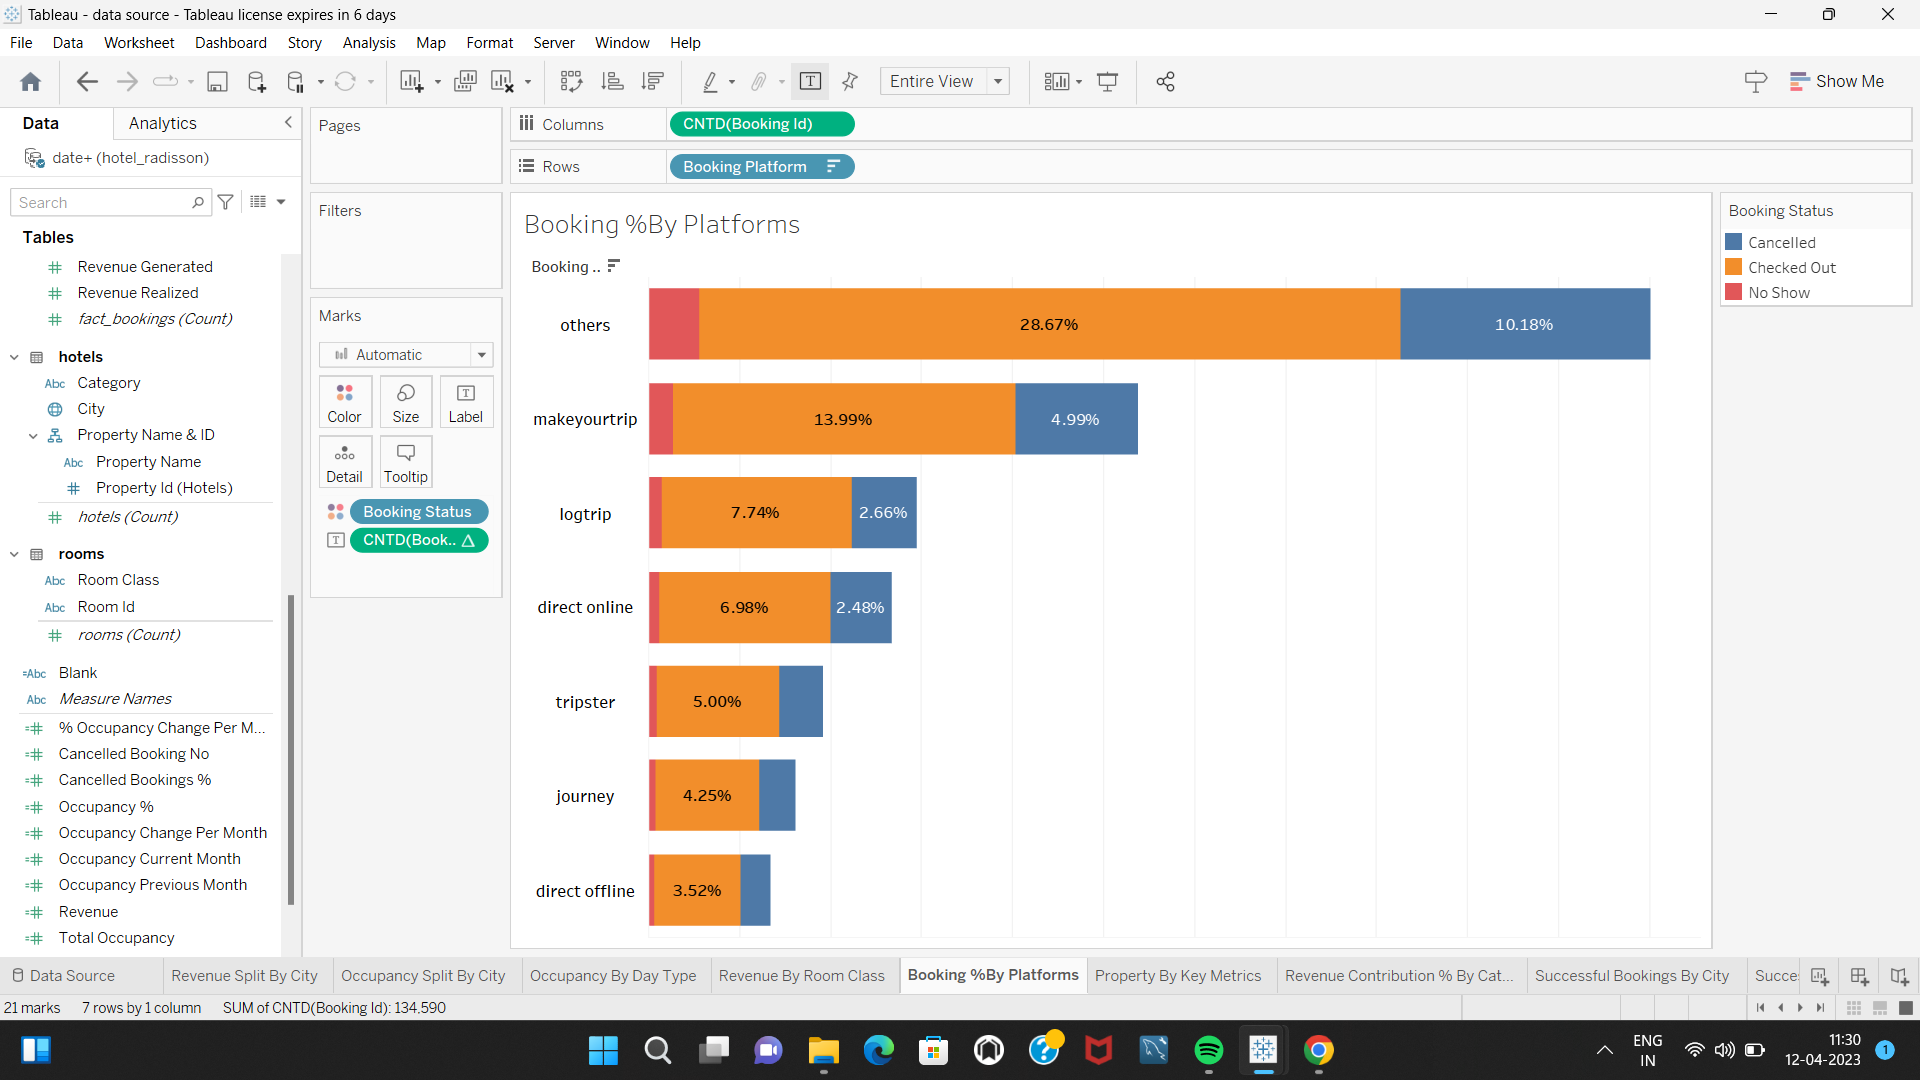 Tableau - data source - Tableau license expires in 6 days
File Data Worksheet Dashboard Story Analysis Map Format Server Window Help
Entire View
Show Me
Data Analytics
date+ (hotel_radisson)
Search
Tables
# Revenue Generated
# Revenue Realized
# fact_bookings (Count)
hotels
Abc Category
City
Property Name & ID
Abc Property Name
# Property Id (Hotels)
# hotels (Count)
rooms
Abc Room Class
Abc Room Id
# rooms (Count)
=Abc Blank
Abc Measure Names
=# % Occupancy Change Per M...
=# Cancelled Booking No
=# Cancelled Bookings %
=# Occupancy %
=# Occupancy Change Per Month
=# Occupancy Current Month
=# Occupancy Previous Month
=# Revenue
=# Total Occupancy
Pages
Filters
Marks
Automatic
Color Size Label
Detail Tooltip
Booking Status
CNTD(Book.. △
Columns CNTD(Booking Id)
Rows Booking Platform
Booking %By Platforms
Booking ..
others 28.67% 10.18%
makeyourtrip 13.99% 4.99%
logtrip 7.74% 2.66%
direct online 6.98% 2.48%
tripster 5.00%
journey 4.25%
direct offline 3.52%
Booking Status
Cancelled
Checked Out
No Show
Data Source Revenue Split By City Occupancy Split By City Occupancy By Day Type Revenue By Room Class Booking %By Platforms Property By Key Metrics Revenue Contribution % By Cat... Successful Bookings By City Succe
21 marks 7 rows by 1 column SUM of CNTD(Booking Id): 134,590
ENG
IN
11:30
12-04-2023
1